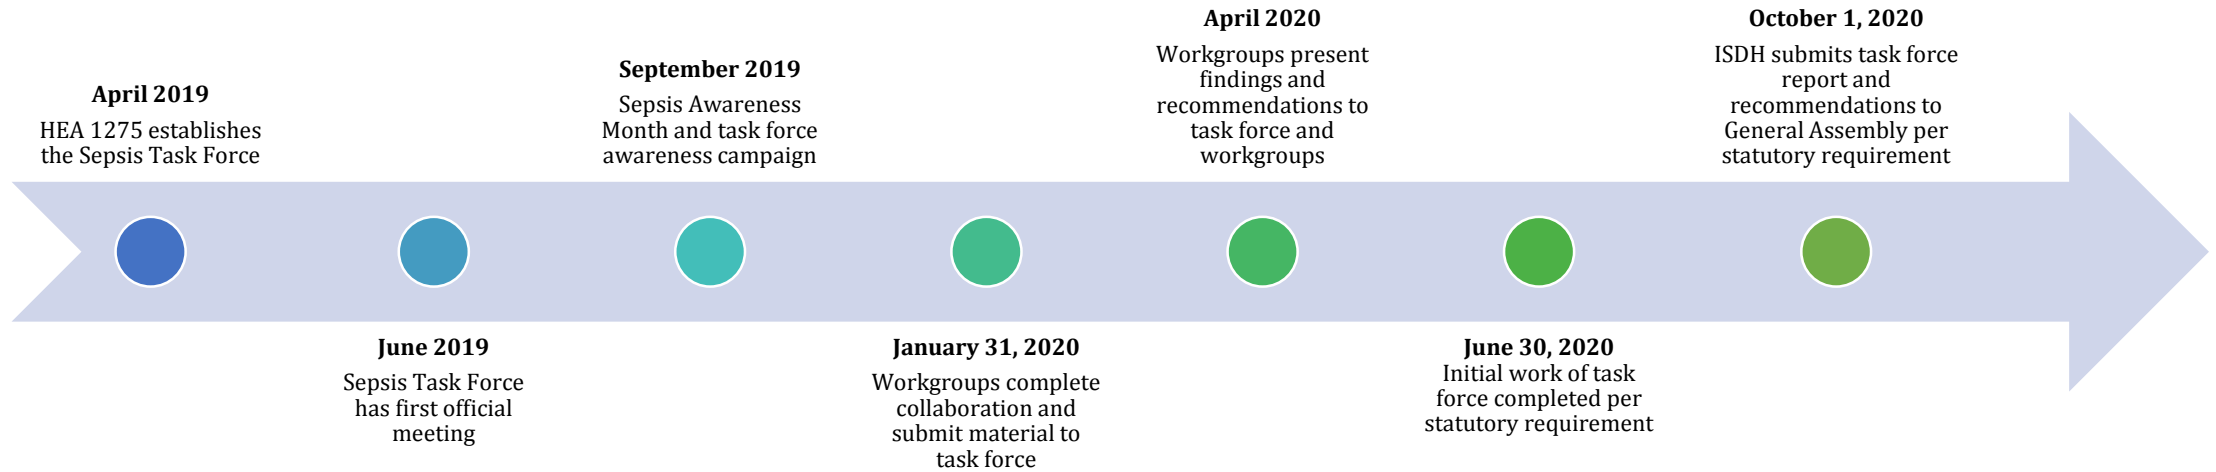 April 2019
HEA 1275 establishes
the Sepsis Task Force
June 2019
Sepsis Task Force
has first official
meeting
September 2019
Sepsis Awareness
Month and task force
awareness campaign
January 31, 2020
Workgroups complete
collaboration and
submit material to
task force
April 2020
Workgroups present
findings and
recommendations to
task force and
workgroups
June 30, 2020
Initial work of task
force completed per
statutory requirement
October 1, 2020
ISDH submits task force
report and
recommendations to
General Assembly per
statutory requirement